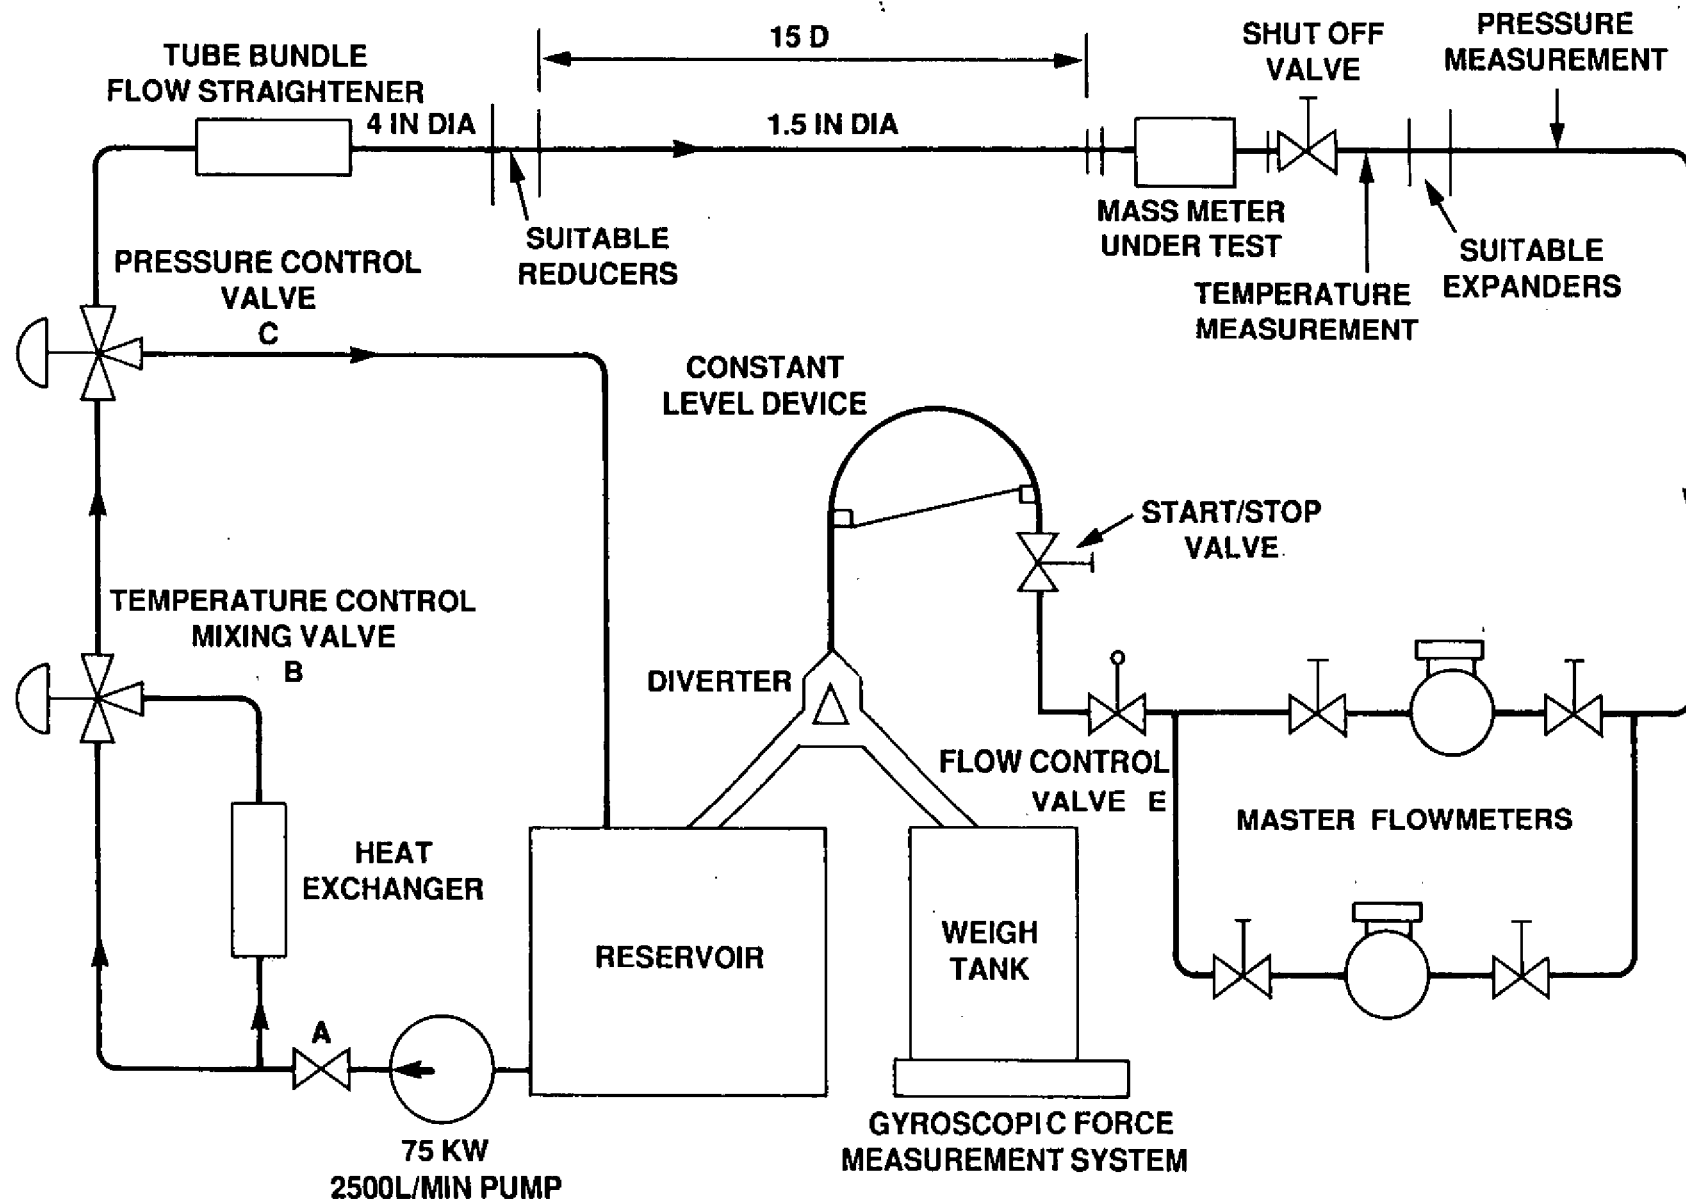 TUBE BUNDLE
FLOW STRAIGHTENER
4 IN DIA
15 D
1.5 IN DIA
SHUT OFF
VALVE
PRESSURE
MEASUREMENT
SUITABLE
REDUCERS
MASS METER
UNDER TEST
TEMPERATURE
MEASUREMENT
SUITABLE
EXPANDERS
PRESSURE CONTROL
VALVE
C
CONSTANT
LEVEL DEVICE
START/STOP
VALVE
TEMPERATURE CONTROL
MIXING VALVE
B
DIVERTER
FLOW CONTROL
VALVE E
MASTER FLOWMETERS
HEAT
EXCHANGER
RESERVOIR
WEIGH
TANK
A
75 KW
2500L/MIN PUMP
GYROSCOPIC FORCE
MEASUREMENT SYSTEM